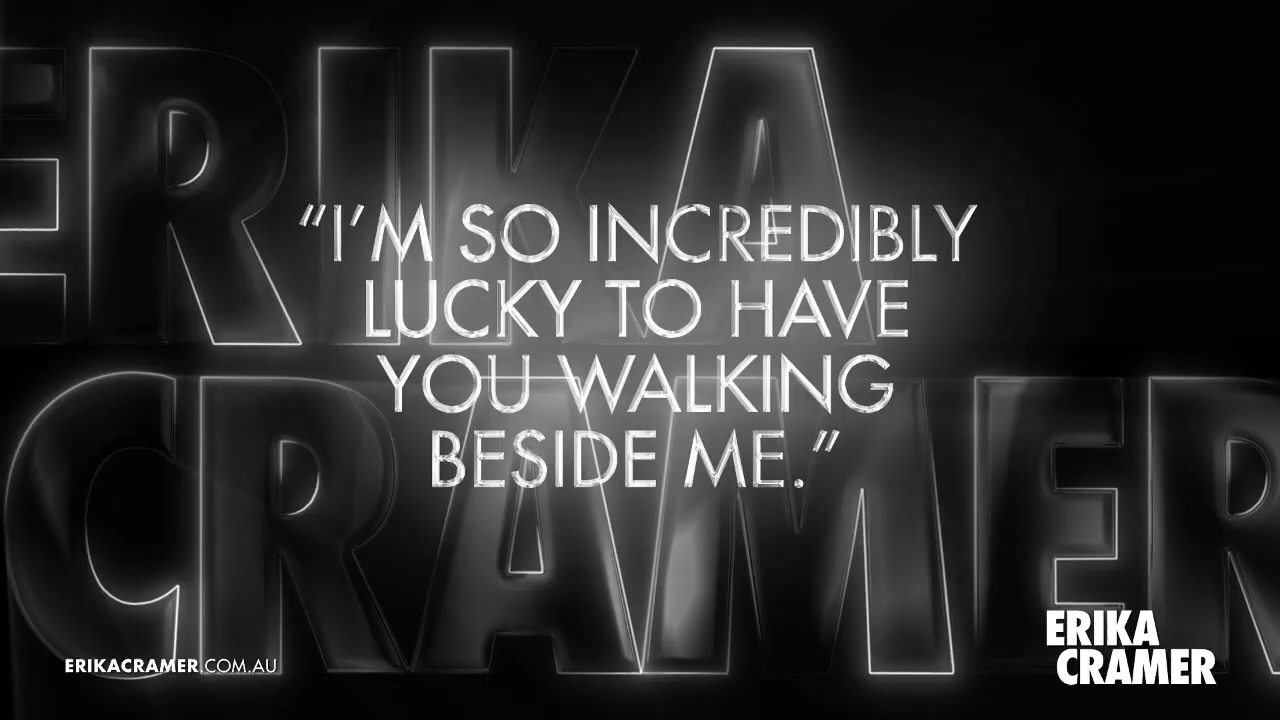 ERIKA
CRAMER
“I’M SO INCREDIBLY
LUCKY TO HAVE
YOU WALKING
BESIDE ME.”
ERIKACRAMER.COM.AU
ERIKA
CRAMER